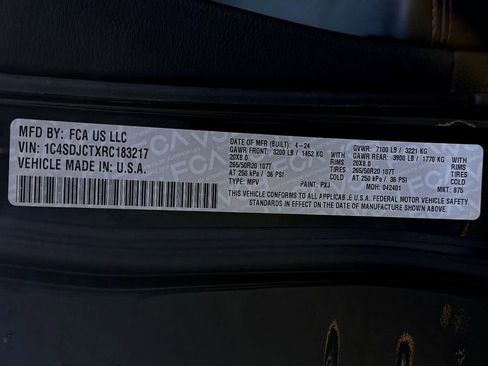 MFD BY: FCA US LLC
VIN: 1C4SDJCTXRC183217
VEHICLE MADE IN: U.S.A.
DATE OF MFR (BUILT): 4-24 GVWR: 7100 LB / 3221 KG
GAWR FRONT: 3200 LB / 1452 KG WITH GAWR REAR: 3900 LB / 1770 KG WITH
20X8.0 RIMS 20X8.0 RIMS
265/50R20 107T TIRES 265/50R20 107T TIRES
AT 250 kPa / 36 PSI AT 250 kPa / 36 PSI
TYPE: MPV PAINT: PXJ MDH: 042401 MKT: 875
THIS VEHICLE CONFORMS TO ALL APPLICABLE U.S.A. FEDERAL MOTOR VEHICLE SAFETY
STANDARDS IN EFFECT ON THE DATE OF MANUFACTURE SHOWN ABOVE.